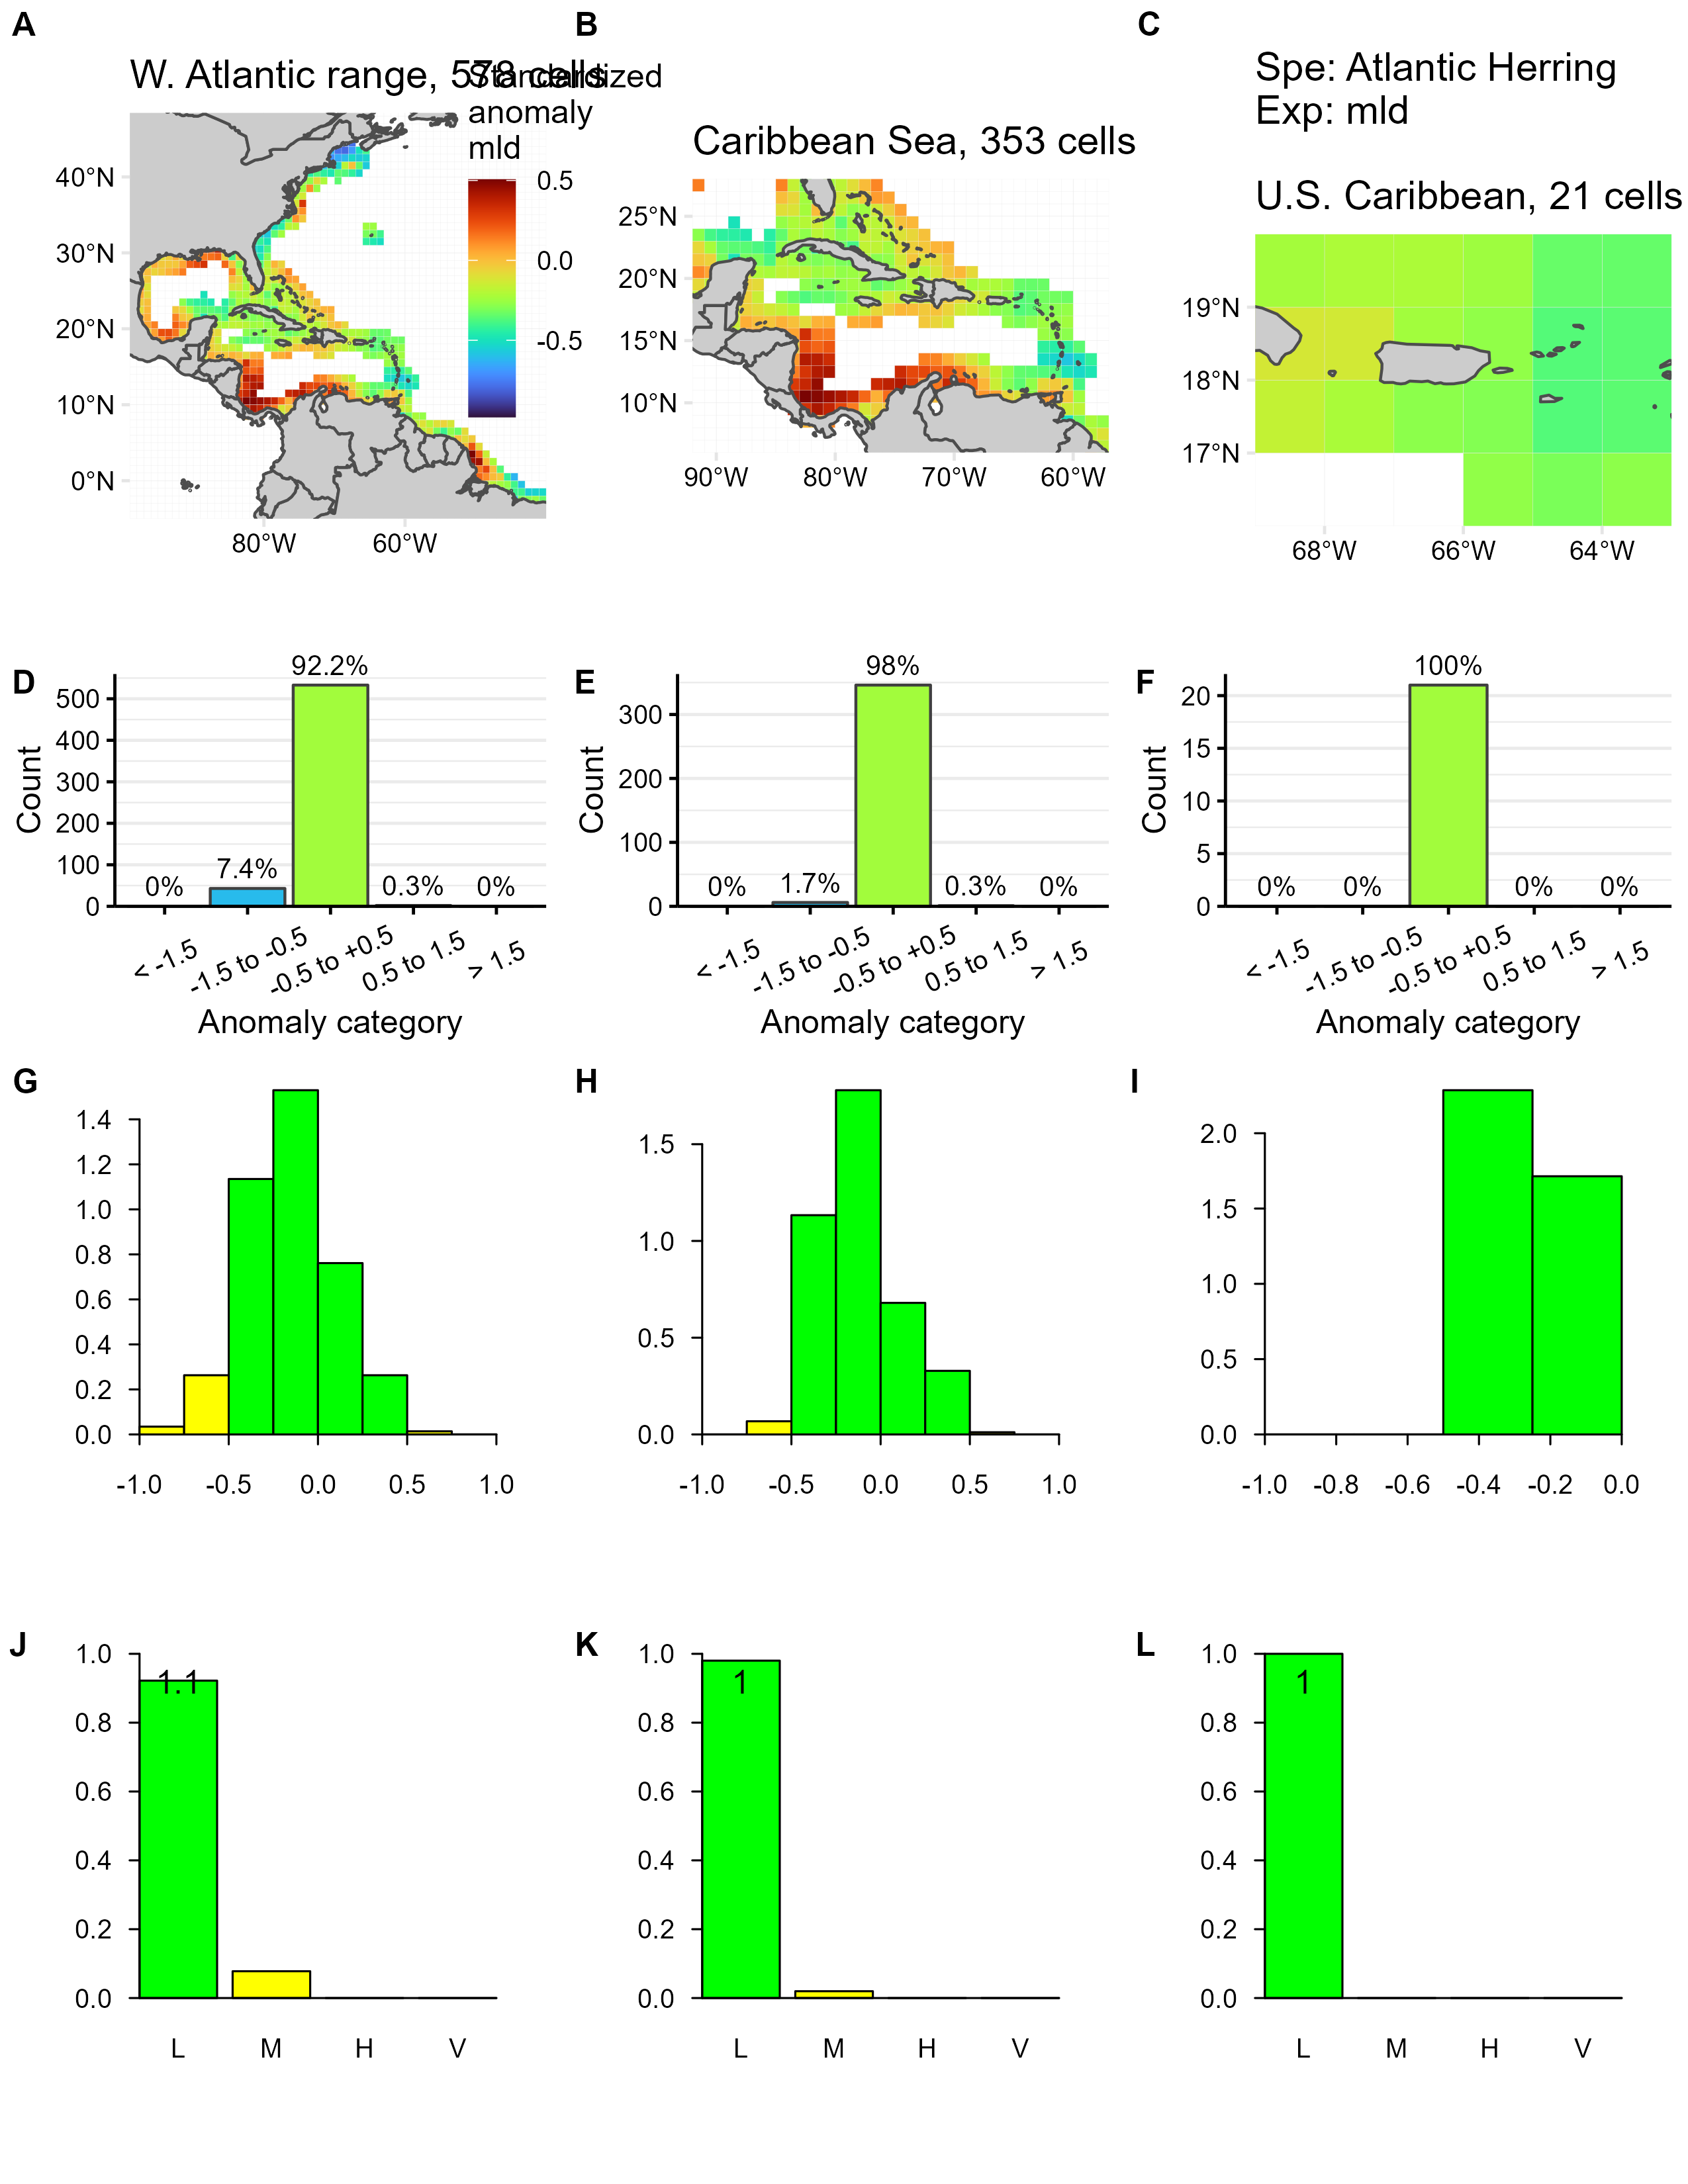 A
B
C
W. Atlantic range, 578 cells
Standardized
anomaly
mld
0.5
0.0
-0.5
40°N
30°N
20°N
10°N
0°N
80°W 60°W
Caribbean Sea, 353 cells
25°N
20°N
15°N
10°N
90°W 80°W 70°W 60°W
Spe: Atlantic Herring
Exp: mld
U.S. Caribbean, 21 cells
19°N
18°N
17°N
68°W 66°W 64°W
D
Count
500
400
300
200
100
0
0% 7.4% 92.2% 0.3% 0%
< -1.5 -1.5 to -0.5 -0.5 to +0.5 0.5 to 1.5 > 1.5
Anomaly category
E
Count
300
200
100
0
0% 1.7% 98% 0.3% 0%
< -1.5 -1.5 to -0.5 -0.5 to +0.5 0.5 to 1.5 > 1.5
Anomaly category
F
Count
20
15
10
5
0
0% 0% 100% 0% 0%
< -1.5 -1.5 to -0.5 -0.5 to +0.5 0.5 to 1.5 > 1.5
Anomaly category
G
1.4
1.2
1.0
0.8
0.6
0.4
0.2
0.0
-1.0 -0.5 0.0 0.5 1.0
H
1.5
1.0
0.5
0.0
-1.0 -0.5 0.0 0.5 1.0
I
2.0
1.5
1.0
0.5
0.0
-1.0 -0.8 -0.6 -0.4 -0.2 0.0
J
1.0
0.8
0.6
0.4
0.2
0.0
1.1
L M H V
K
1.0
0.8
0.6
0.4
0.2
0.0
1
L M H V
L
1.0
0.8
0.6
0.4
0.2
0.0
1
L M H V